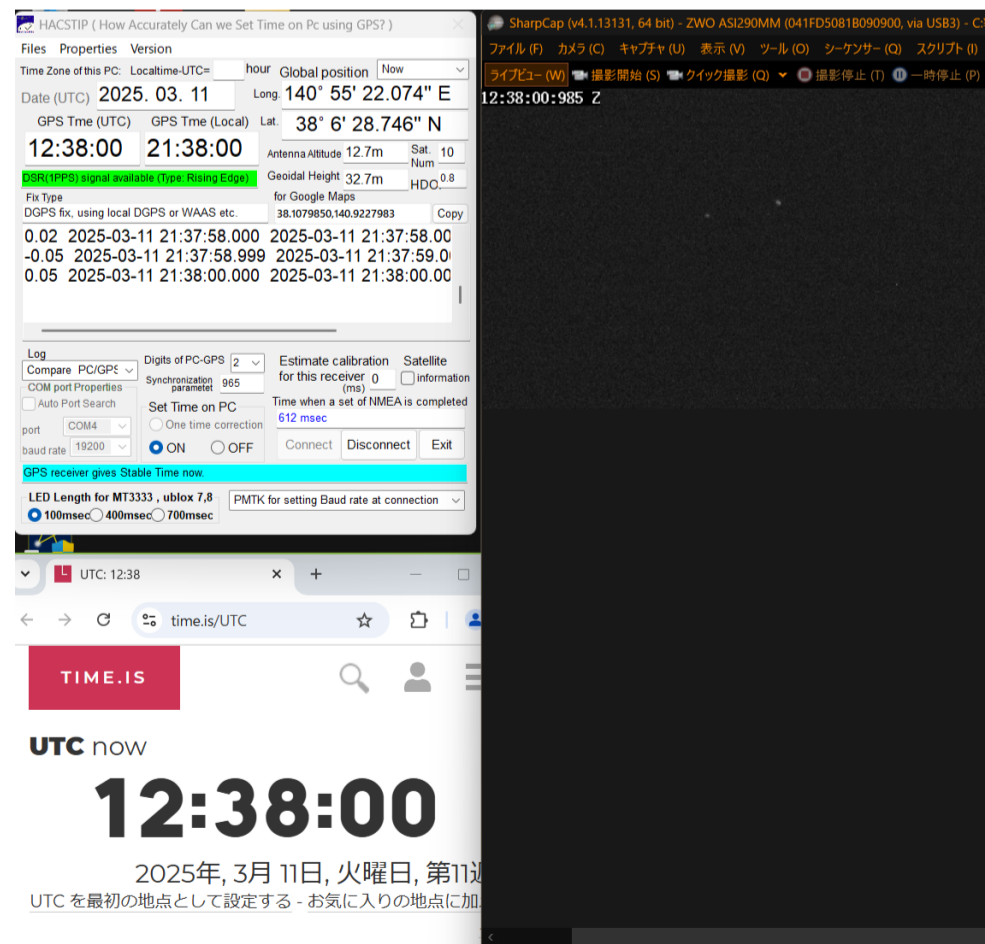 HACSTIP ( How Accurately Can we Set Time on Pc using GPS? )
Files Properties Version
Time Zone of this PC: Localtime-UTC= hour
Global position Now
Date (UTC) 2025. 03. 11
Long. 140° 55' 22.074" E
GPS Tme (UTC) GPS Tme (Local)
Lat. 38° 6' 28.746" N
12:38:00 21:38:00
Antenna Altitude 12.7m Sat. Num 10
DSR(1PPS) signal available (Type: Rising Edge)
Geoidal Height 32.7m HDO. 0.8
Fix Type
for Google Maps
DGPS fix, using local DGPS or WAAS etc.
38.1079850,140.9227983 Copy
0.02 2025-03-11 21:37:58.000 2025-03-11 21:37:58.00
-0.05 2025-03-11 21:37:58.999 2025-03-11 21:37:59.0
0.05 2025-03-11 21:38:00.000 2025-03-11 21:38:00.00
Log
Compare PC/GPS
Digits of PC-GPS 2
Estimate calibration for this receiver (ms) 0
Satellite information
COM port Properties
Synchronization parametet 965
Auto Port Search
Set Time on PC
Time when a set of NMEA is completed
port COM4
One time correction
612 msec
baud rate 19200
ON OFF
Connect Disconnect Exit
GPS receiver gives Stable Time now.
LED Length for MT3333 , ublox 7,8
PMTK for setting Baud rate at connection
100msec 400msec 700msec
SharpCap (v4.1.13131, 64 bit) - ZWO ASI290MM (041FD5081B090900, via USB3) - C:
ファイル (F) カメラ (C) キャプチャ (U) 表示 (V) ツール (O) シーケンサー (Q) スクリプト (I)
ライブビュー (W) 撮影開始 (S) クイック撮影 (Q) 撮影停止 (T) 一時停止 (P)
12:38:00:985 Z
UTC: 12:38
time.is/UTC
TIME.IS
UTC now
12:38:00
2025年, 3月 11日, 火曜日, 第11週
UTC を最初の地点として設定する - お気に入りの地点に加